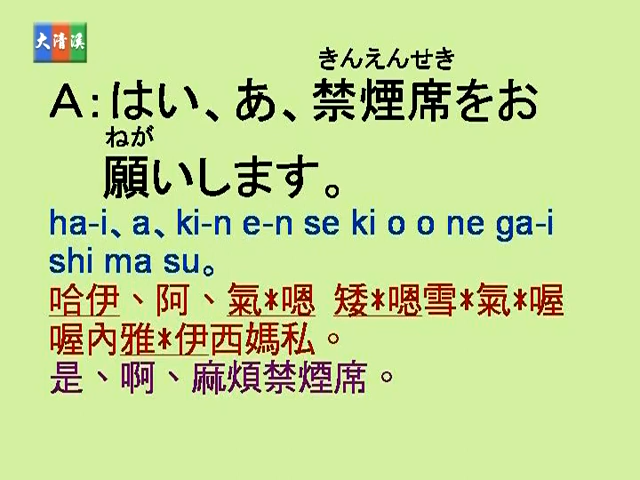 大清溪
きんえんせき
A:はい、あ、禁煙席をお
ねが
願いします。
ha-i、a、ki-n e-n se ki o o ne ga-i
shi ma su。
哈伊、阿、氣*嗯 矮*嗯雪*氣*喔
喔內雅*伊西媽私。
是、啊、麻煩禁煙席。